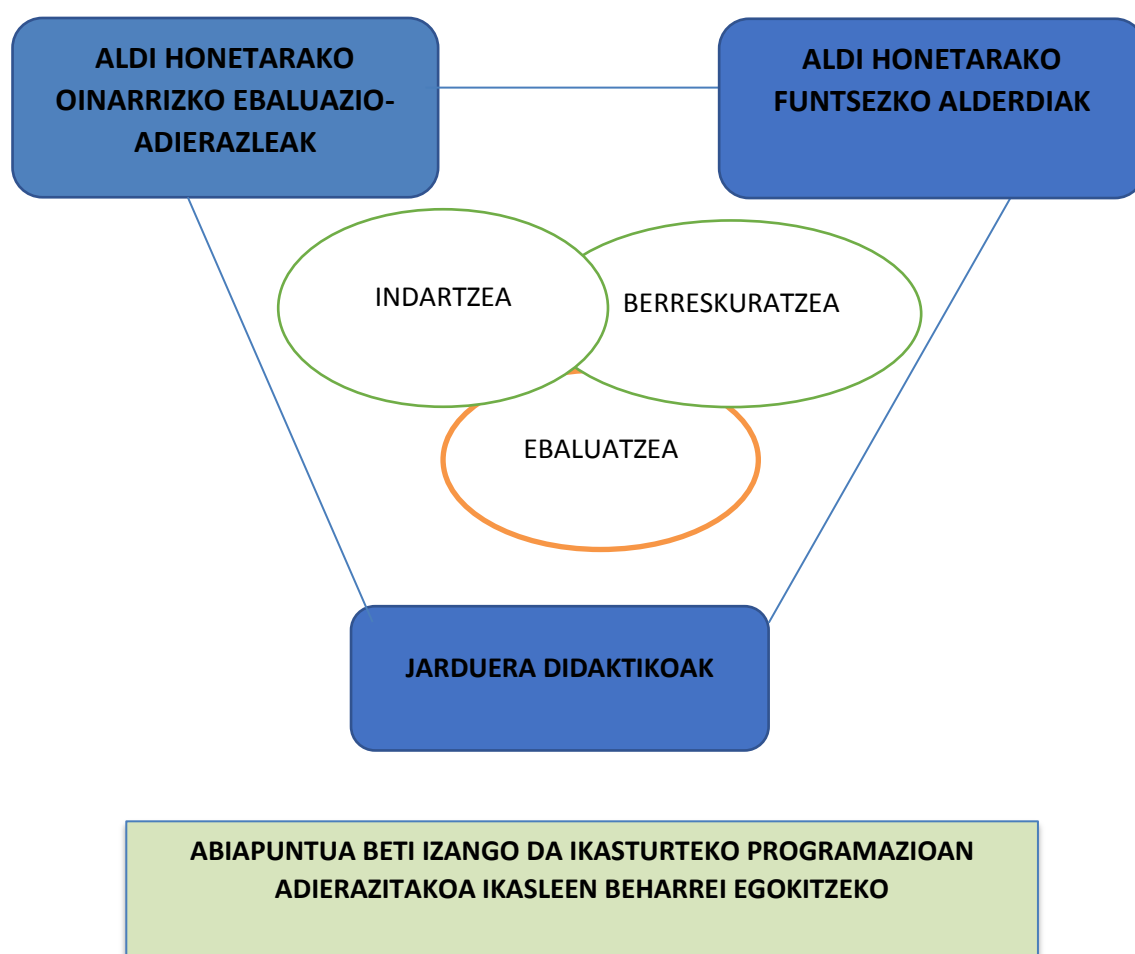 ALDI HONETARAKO
OINARRIZKO EBALUAZIO-
ADIERAZLEAK
ALDI HONETARAKO
FUNTSEZKO ALDERDIAK
INDARTZEA
BERRESKURATZEA
EBALUATZEA
JARDUERA DIDAKTIKOAK
ABIAPUNTUA BETI IZANGO DA IKASTURTEKO PROGRAMAZIOAN
ADIERAZITAKOA IKASLEEN BEHARREI EGOKITZEKO